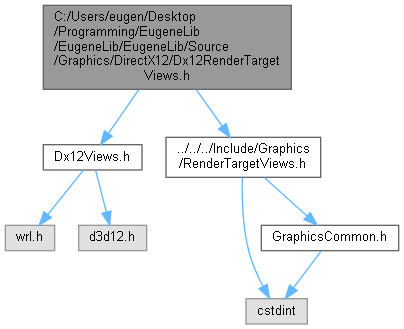 C:/Users/eugen/Desktop
/Programming/EugeneLib
/EugeneLib/EugeneLib/Source
/Graphics/DirectX12/Dx12RenderTarget
Views.h
Dx12Views.h
../../../Include/Graphics
/RenderTargetViews.h
wrl.h
d3d12.h
GraphicsCommon.h
cstdint